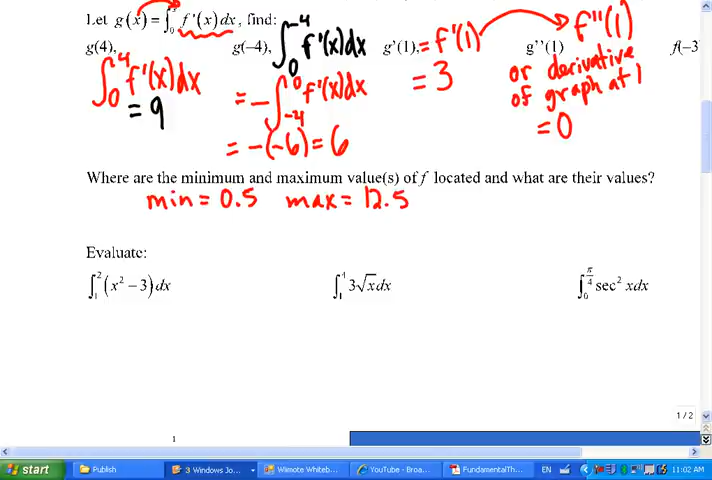 Let g(x) = ∫₀ˣ f'(x)dx, find:
g(4), g(-4), ∫₀⁻⁴ f'(x)dx g'(1), = f'(1) g''(1) f''(1) f(-3
∫₀⁴ f'(x)dx = -∫₋₄⁰ f'(x)dx = 3 or derivative
of graph at 1
= 9 = -(-6) = 6 = 0
Where are the minimum and maximum value(s) of f located and what are their values?
min = 0.5 max = 12.5
Evaluate:
∫₁² (x² − 3)dx ∫₁⁴ 3√x dx ∫₀^(π/4) sec² xdx
1 / 2
1
start Publish 3 Windows Jo... Wiimote Whiteb... YouTube - Broa... FundamentalTh... EN 11:02 AM